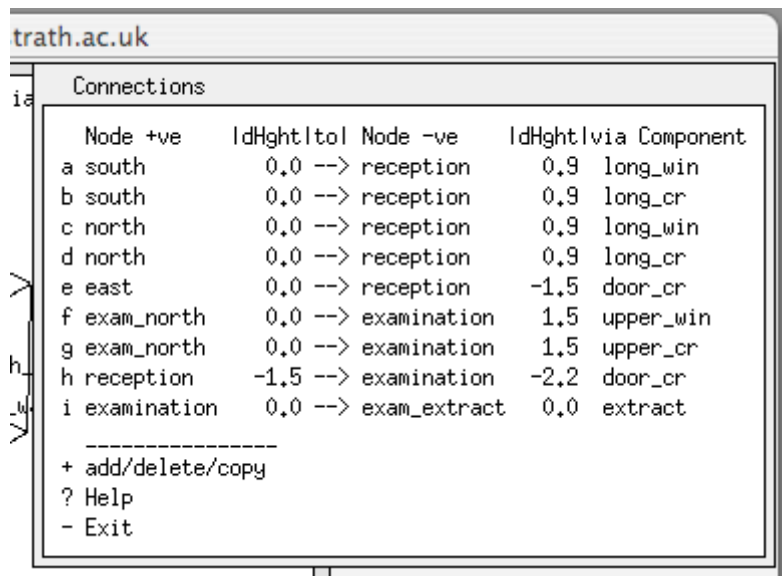 trath.ac.uk
ia
Connections
Node +ve |dHght|to| Node -ve |dHght|via Component
a south 0.0 --> reception 0.9 long_win
b south 0.0 --> reception 0.9 long_cr
c north 0.0 --> reception 0.9 long_win
d north 0.0 --> reception 0.9 long_cr
e east 0.0 --> reception -1.5 door_cr
f exam_north 0.0 --> examination 1.5 upper_win
g exam_north 0.0 --> examination 1.5 upper_cr
h reception -1.5 --> examination -2.2 door_cr
i examination 0.0 --> exam_extract 0.0 extract
________________
+ add/delete/copy
? Help
- Exit